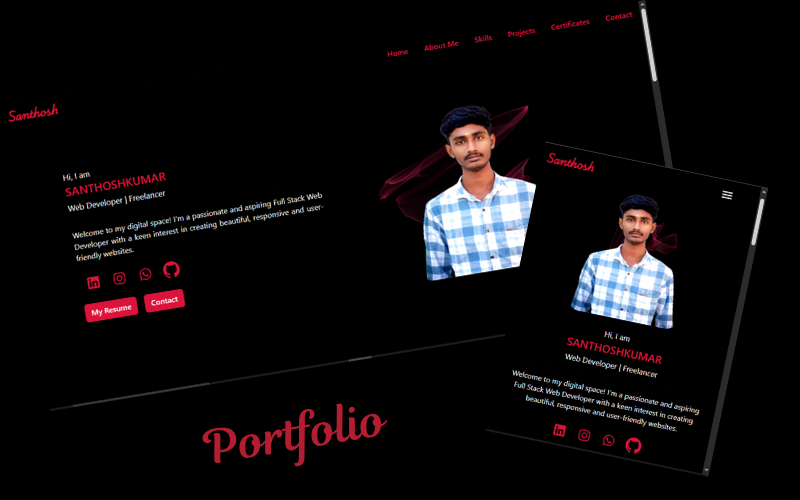 Home About Me Skills Projects Certificates Contact
Santhosh
Hi, I am
SANTHOSHKUMAR
Web Developer | Freelancer
Welcome to my digital space! I'm a passionate and aspiring Full Stack Web
Developer with a keen interest in creating beautiful, responsive and user-
friendly websites.
My Resume Contact
Santhosh
Hi, I am
SANTHOSHKUMAR
Web Developer | Freelancer
Welcome to my digital space! I'm a passionate and aspiring
Full Stack Web Developer with a keen interest in creating
beautiful, responsive and user-friendly websites.
Portfolio